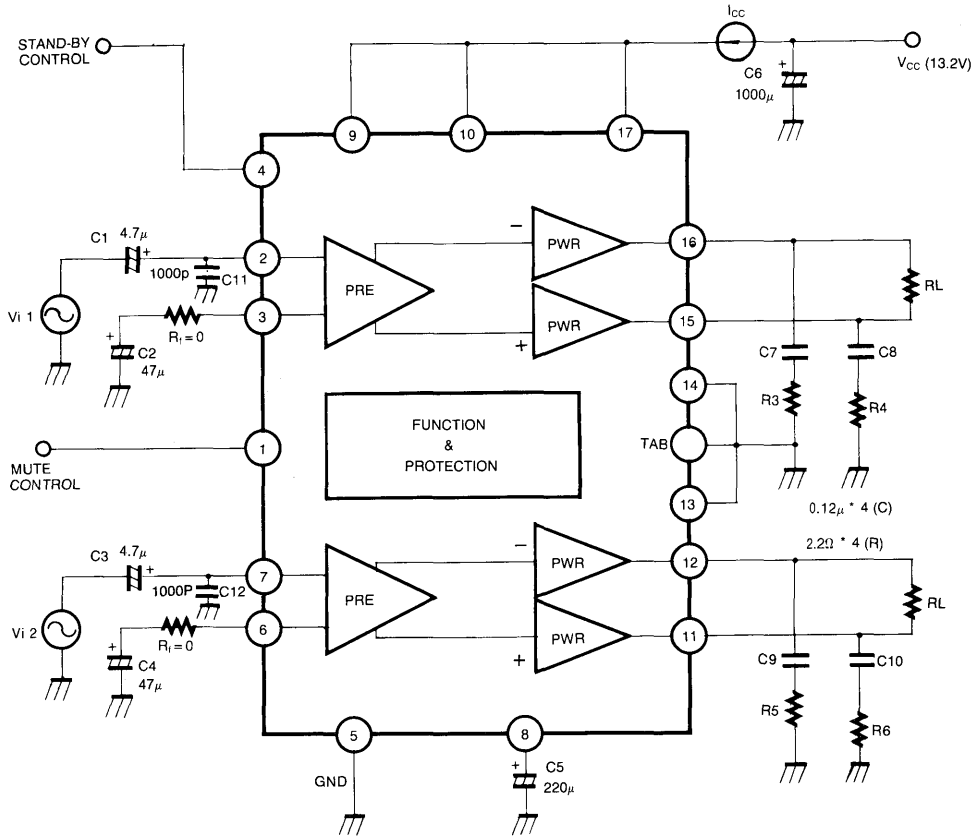 Icc
STAND-BY
CONTROL
Vcc (13.2V)
+
C6
1000μ
9
10
17
4
C1
4.7μ
+
2
1000p
C11
PRE
−
PWR
16
RL
Vi 1
3
Rf = 0
+
C2
47μ
+
PWR
15
C7
C8
R3
R4
14
FUNCTION
&
PROTECTION
TAB
1
MUTE
CONTROL
13
0.12μ * 4 (C)
2.2Ω * 4 (R)
C3
4.7μ
+
7
1000P
C12
PRE
−
PWR
12
RL
Vi 2
6
Rf = 0
+
C4
47μ
+
PWR
11
C9
C10
R5
R6
5
8
GND
+
C5
220μ